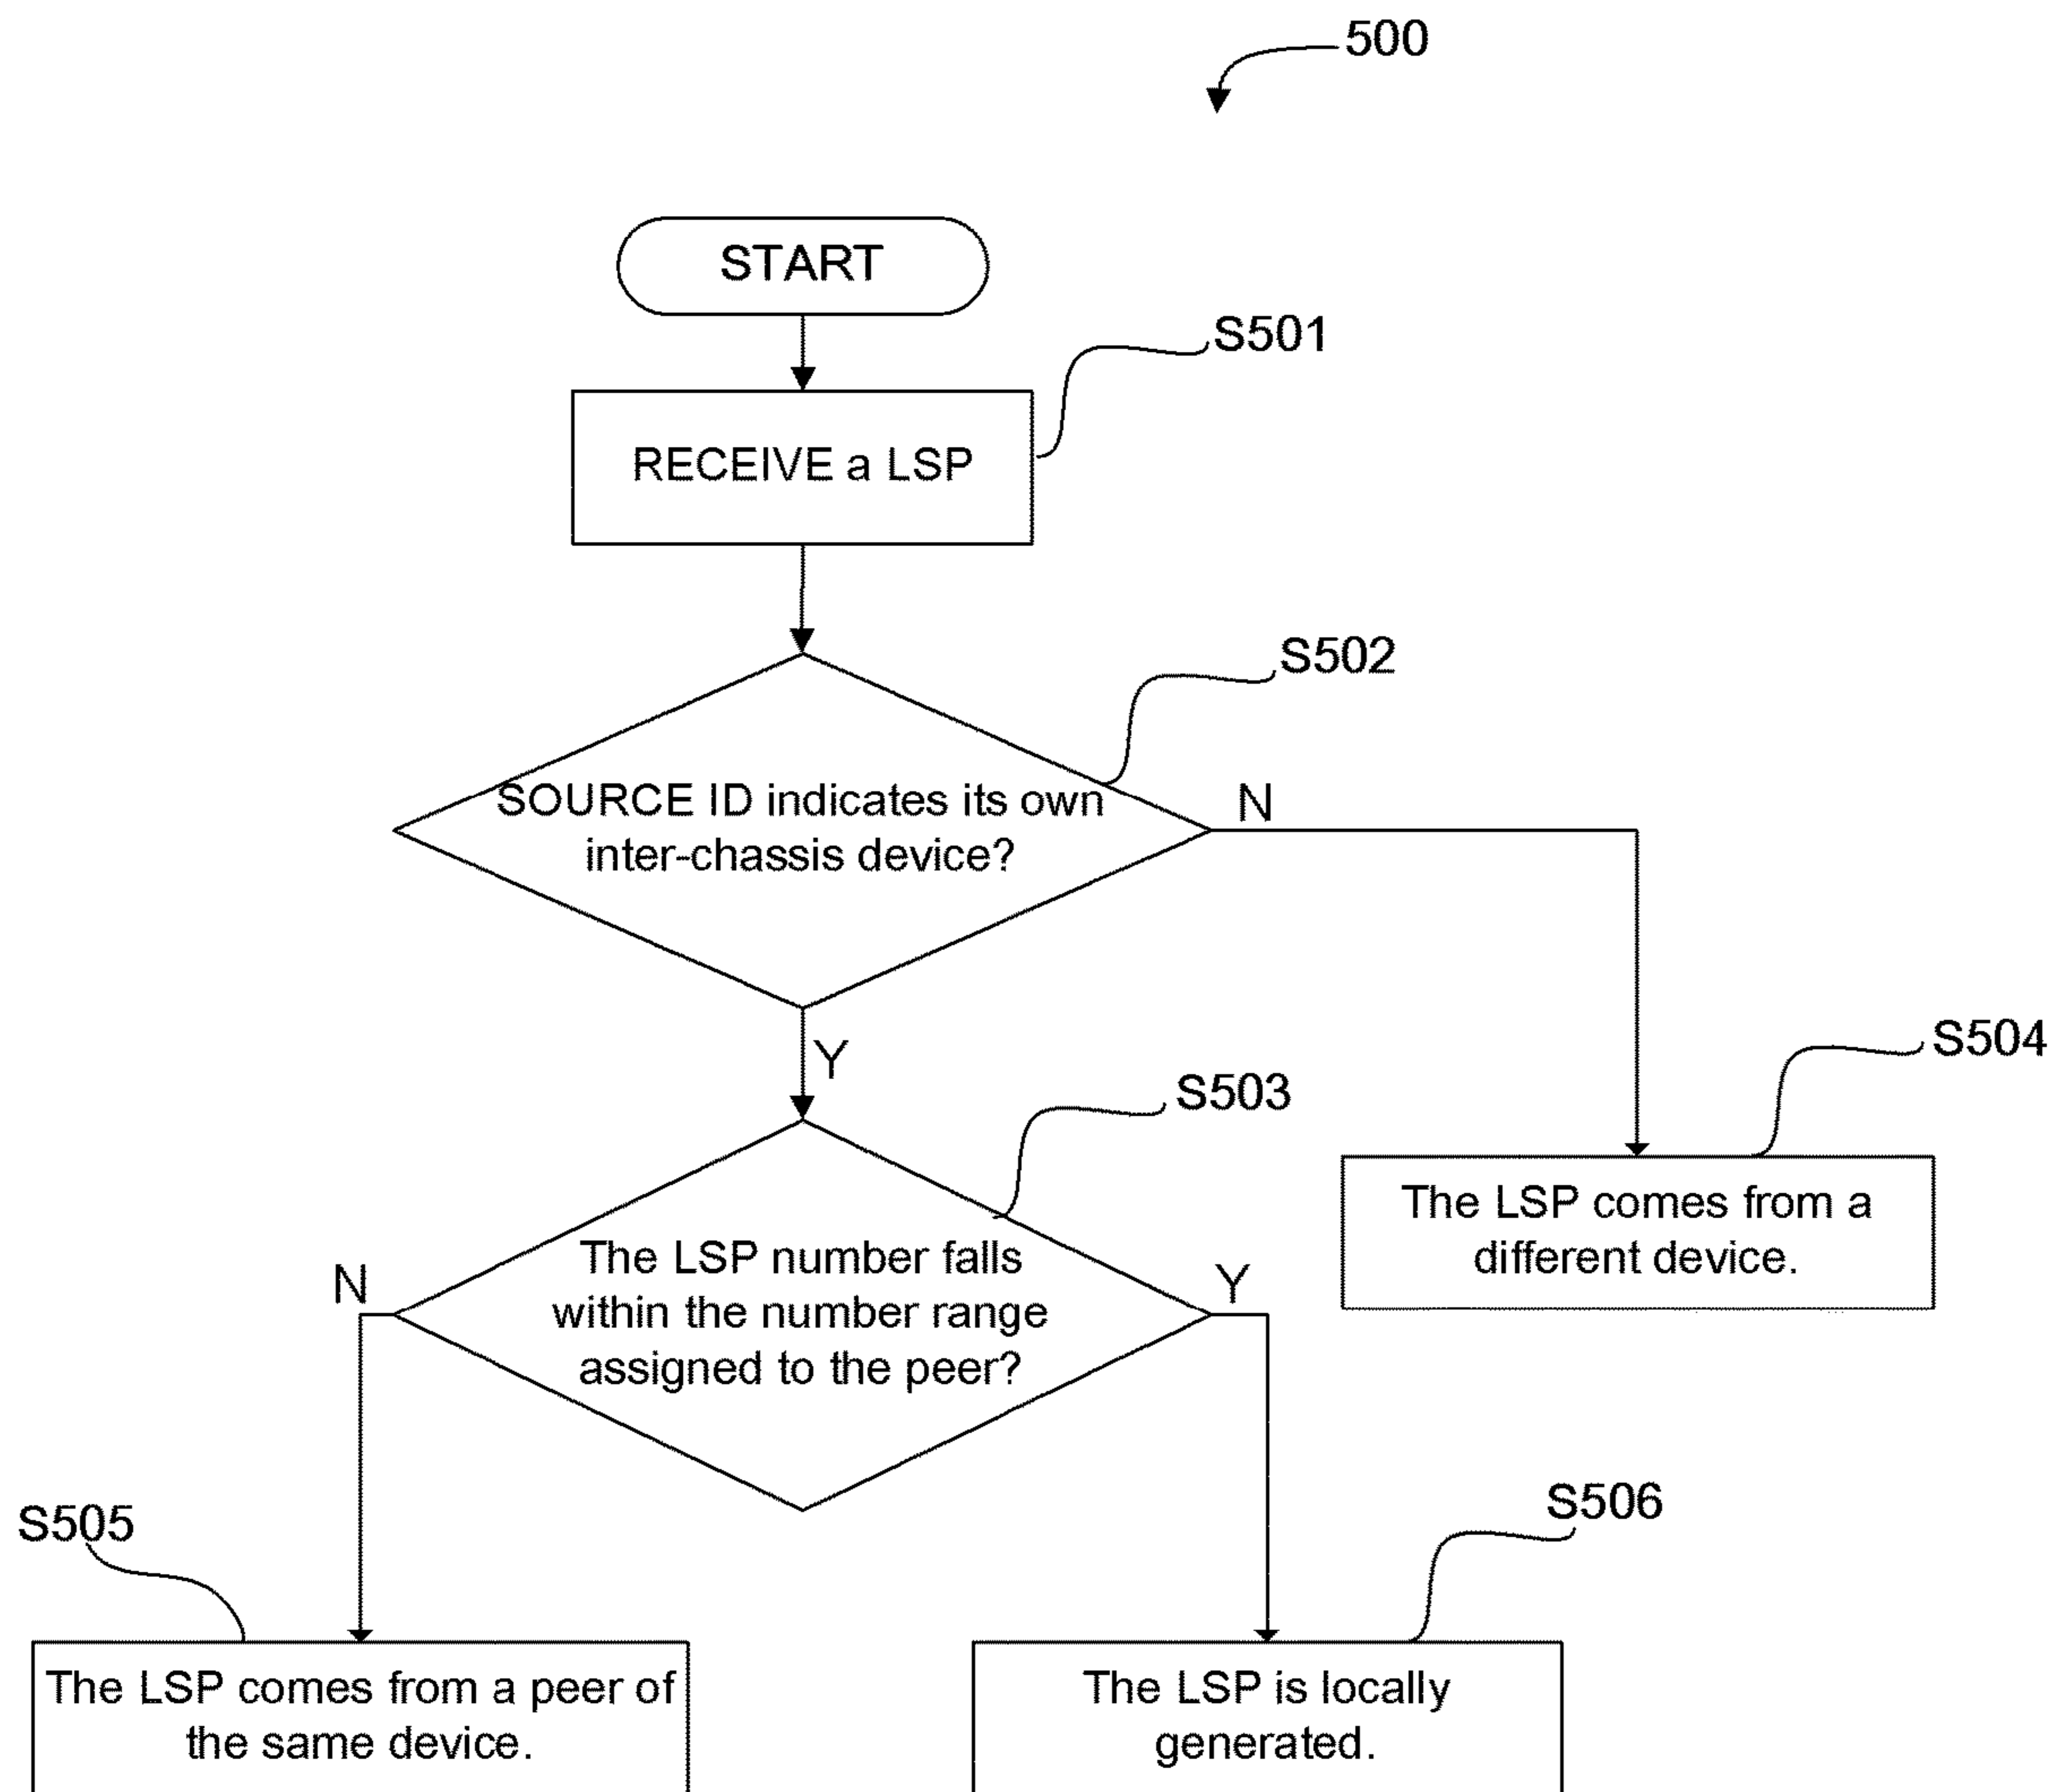 500
START
S501
RECEIVE a LSP
S502
SOURCE ID indicates its own
inter-chassis device?
N
Y
S504
S503
The LSP comes from a
different device.
The LSP number falls
within the number range
assigned to the peer?
N
Y
S505
S506
The LSP comes from a peer of
the same device.
The LSP is locally
generated.